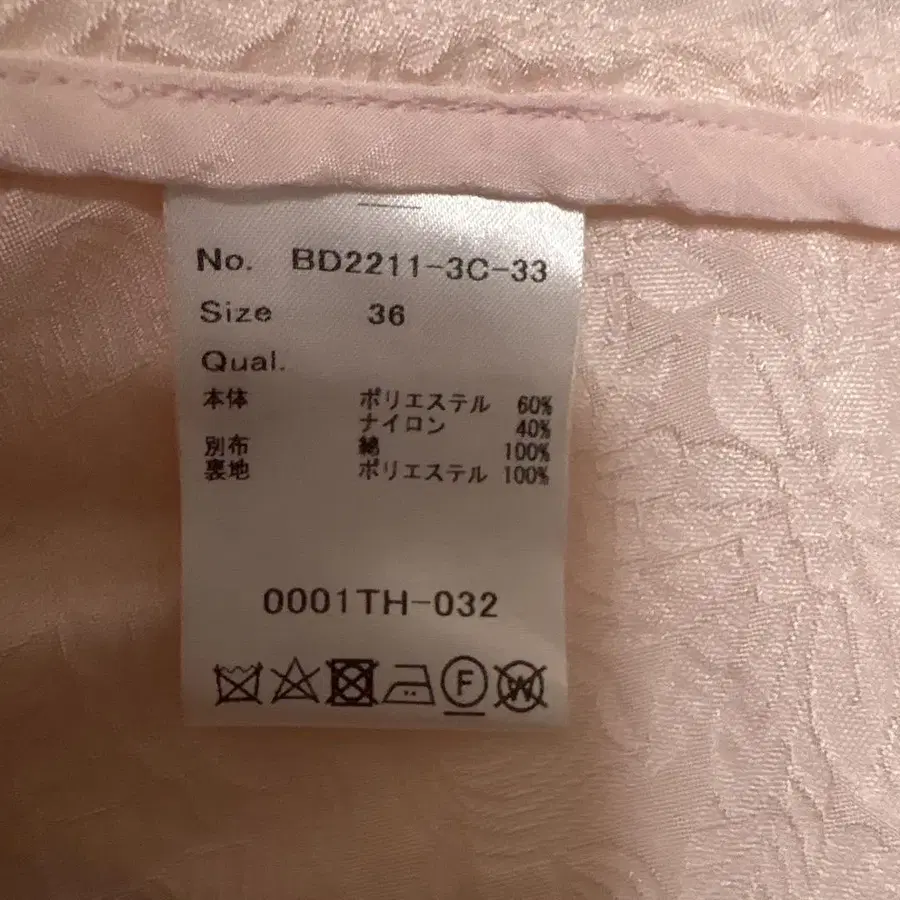 No. BD2211-3C-33
Size 36
Qual.
本体 ポリエステル 60%
ナイロン 40%
別布 綿 100%
裏地 ポリエステル 100%
0001TH-032
F W